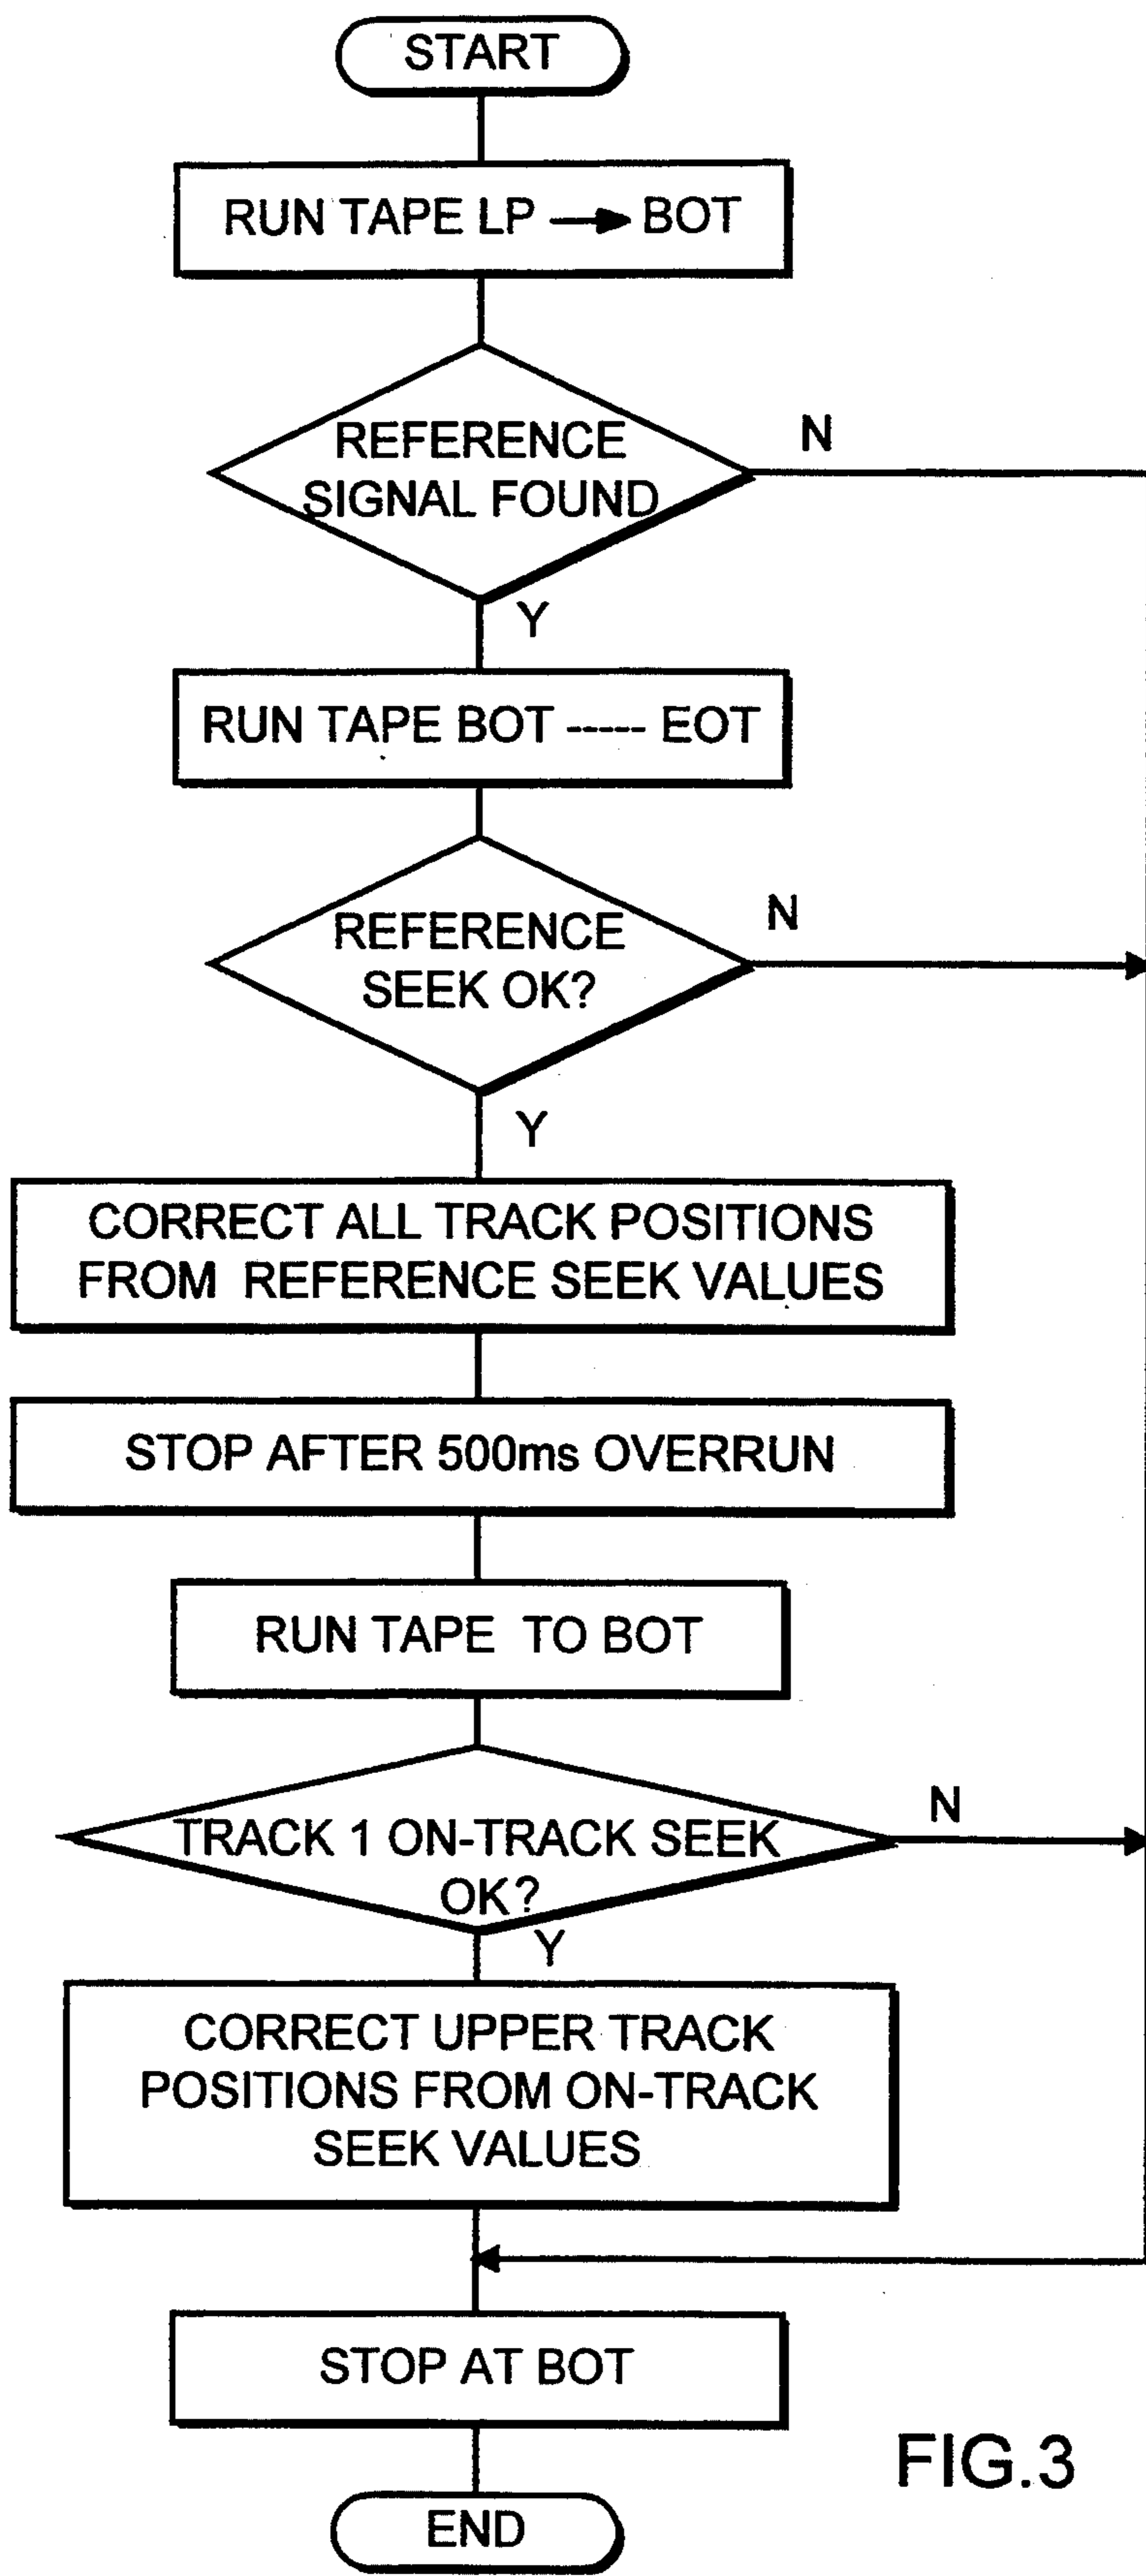 START
RUN TAPE LP → BOT
REFERENCE
SIGNAL FOUND
N
Y
RUN TAPE BOT ----- EOT
REFERENCE
SEEK OK?
N
Y
CORRECT ALL TRACK POSITIONS
FROM REFERENCE SEEK VALUES
STOP AFTER 500ms OVERRUN
RUN TAPE TO BOT
TRACK 1 ON-TRACK SEEK
OK?
N
Y
CORRECT UPPER TRACK
POSITIONS FROM ON-TRACK
SEEK VALUES
STOP AT BOT
END
FIG.3